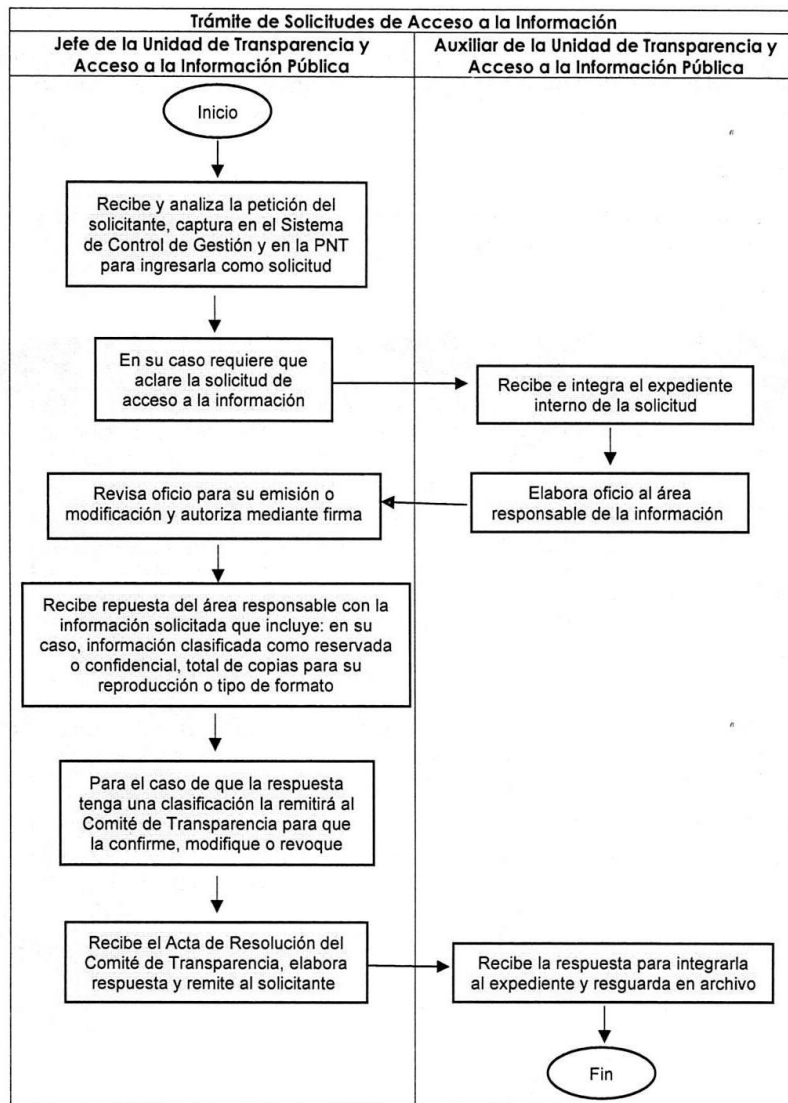 Trámite de Solicitudes de Acceso a la Información
Jefe de la Unidad de Transparencia y
Acceso a la Información Pública
Auxiliar de la Unidad de Transparencia y
Acceso a la Información Pública
Inicio
Recibe y analiza la petición del
solicitante, captura en el Sistema
de Control de Gestión y en la PNT
para ingresarla como solicitud
En su caso requiere que
aclare la solicitud de
acceso a la información
Recibe e integra el expediente
interno de la solicitud
Elabora oficio al área
responsable de la información
Revisa oficio para su emisión o
modificación y autoriza mediante firma
Recibe repuesta del área responsable con la
información solicitada que incluye: en su
caso, información clasificada como reservada
o confidencial, total de copias para su
reproducción o tipo de formato
Para el caso de que la respuesta
tenga una clasificación la remitirá al
Comité de Transparencia para que
la confirme, modifique o revoque
Recibe el Acta de Resolución del
Comité de Transparencia, elabora
respuesta y remite al solicitante
Recibe la respuesta para integrarla
al expediente y resguarda en archivo
Fin